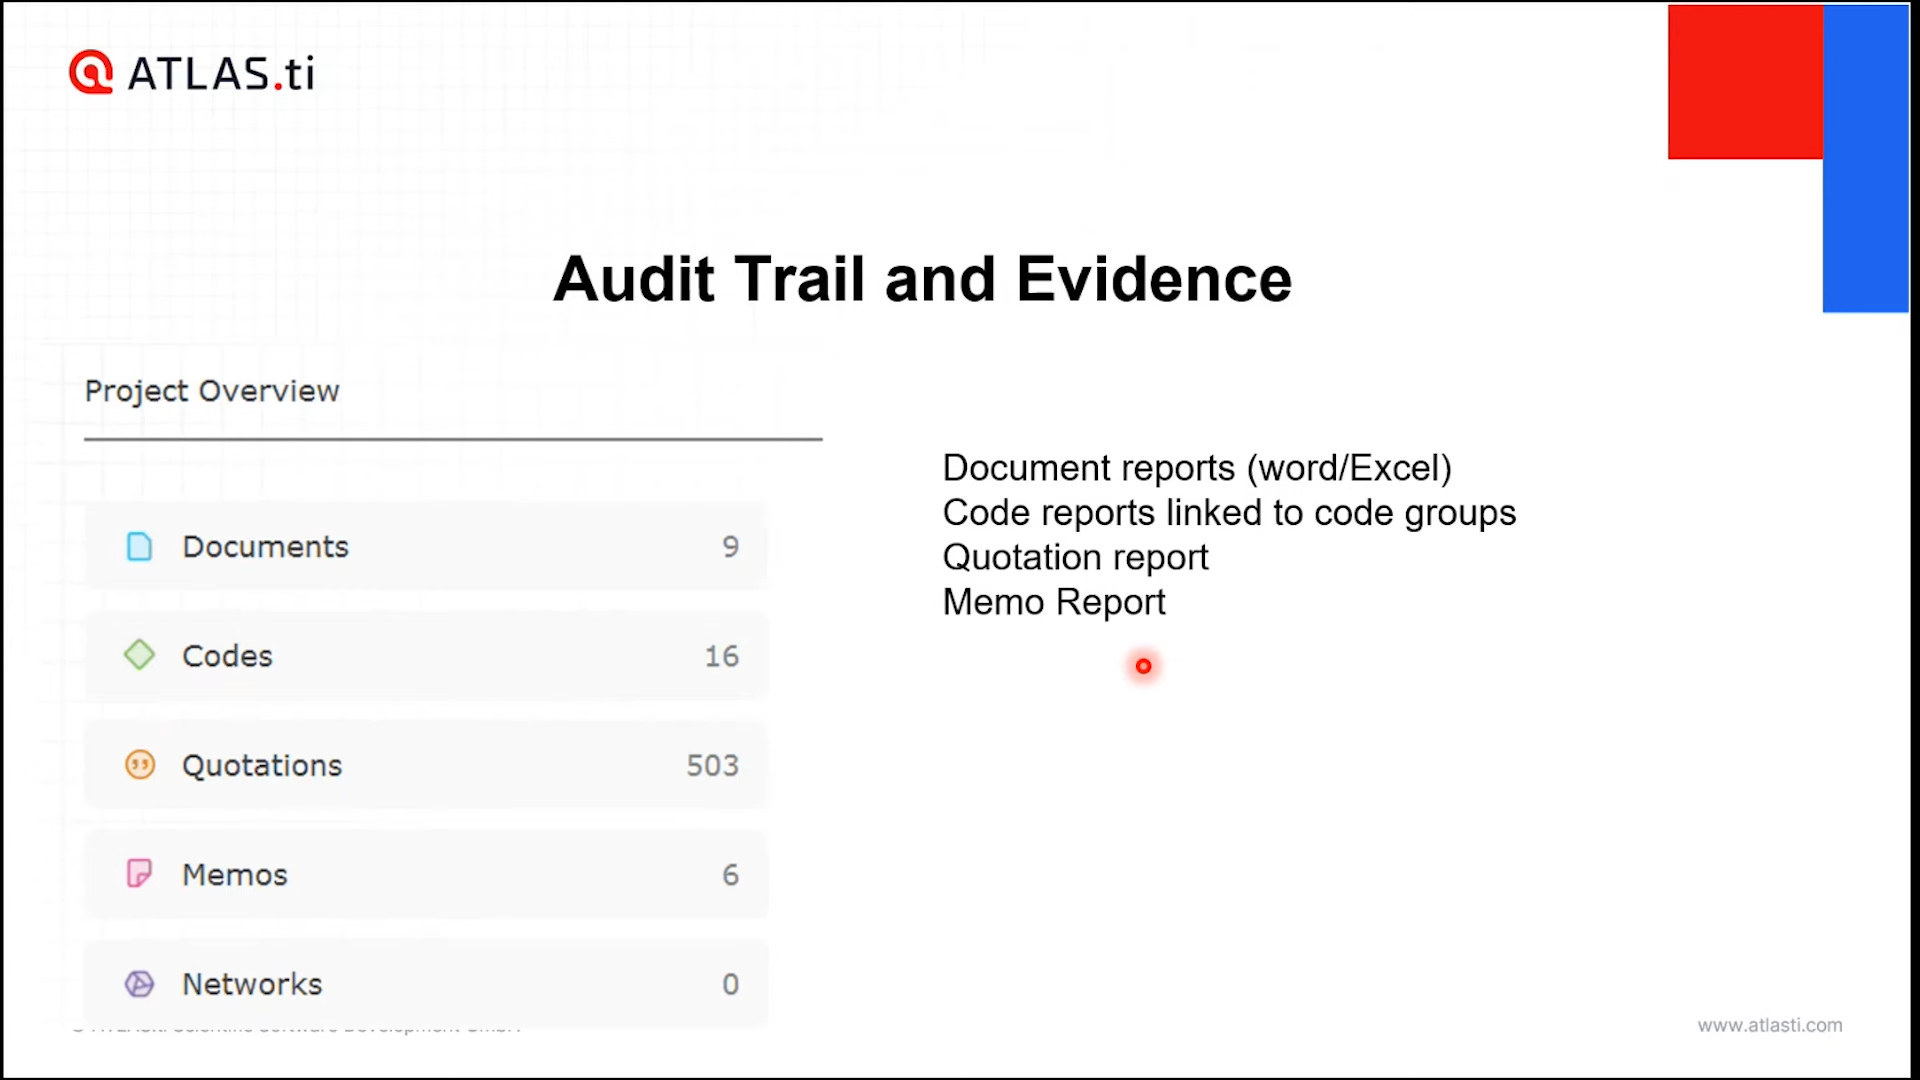 ATLAS.ti
Audit Trail and Evidence
Project Overview
Documents 9
Codes 16
Quotations 503
Memos 6
Networks 0
Document reports (word/Excel)
Code reports linked to code groups
Quotation report
Memo Report
www.atlasti.com